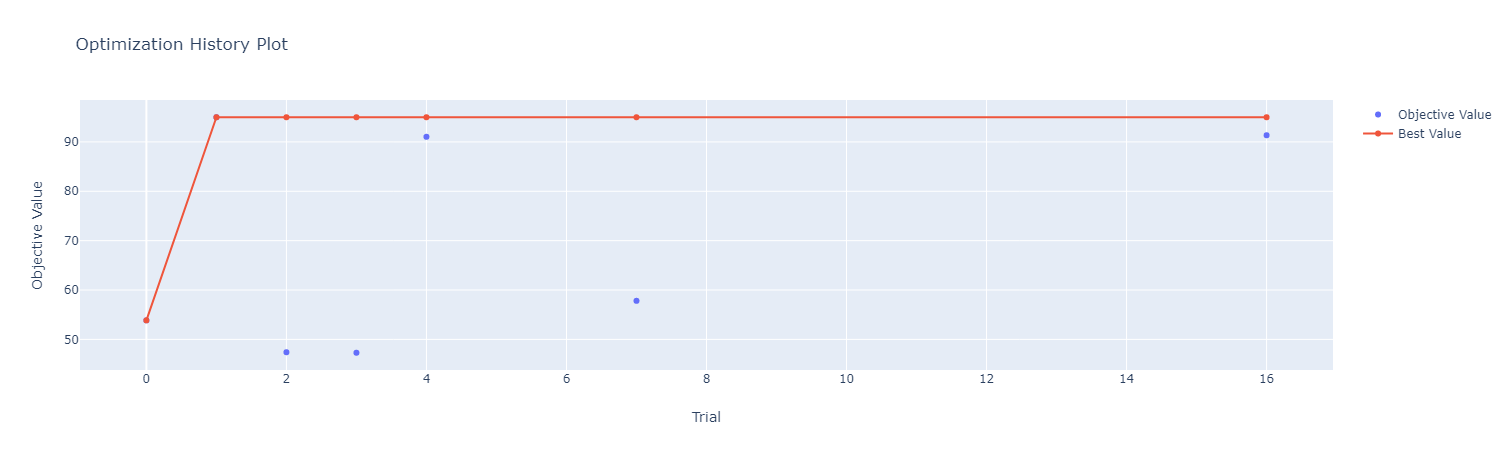 Optimization History Plot
Objective Value
Best Value
90
80
70
60
50
Objective Value
0 2 4 6 8 10 12 14 16
Trial